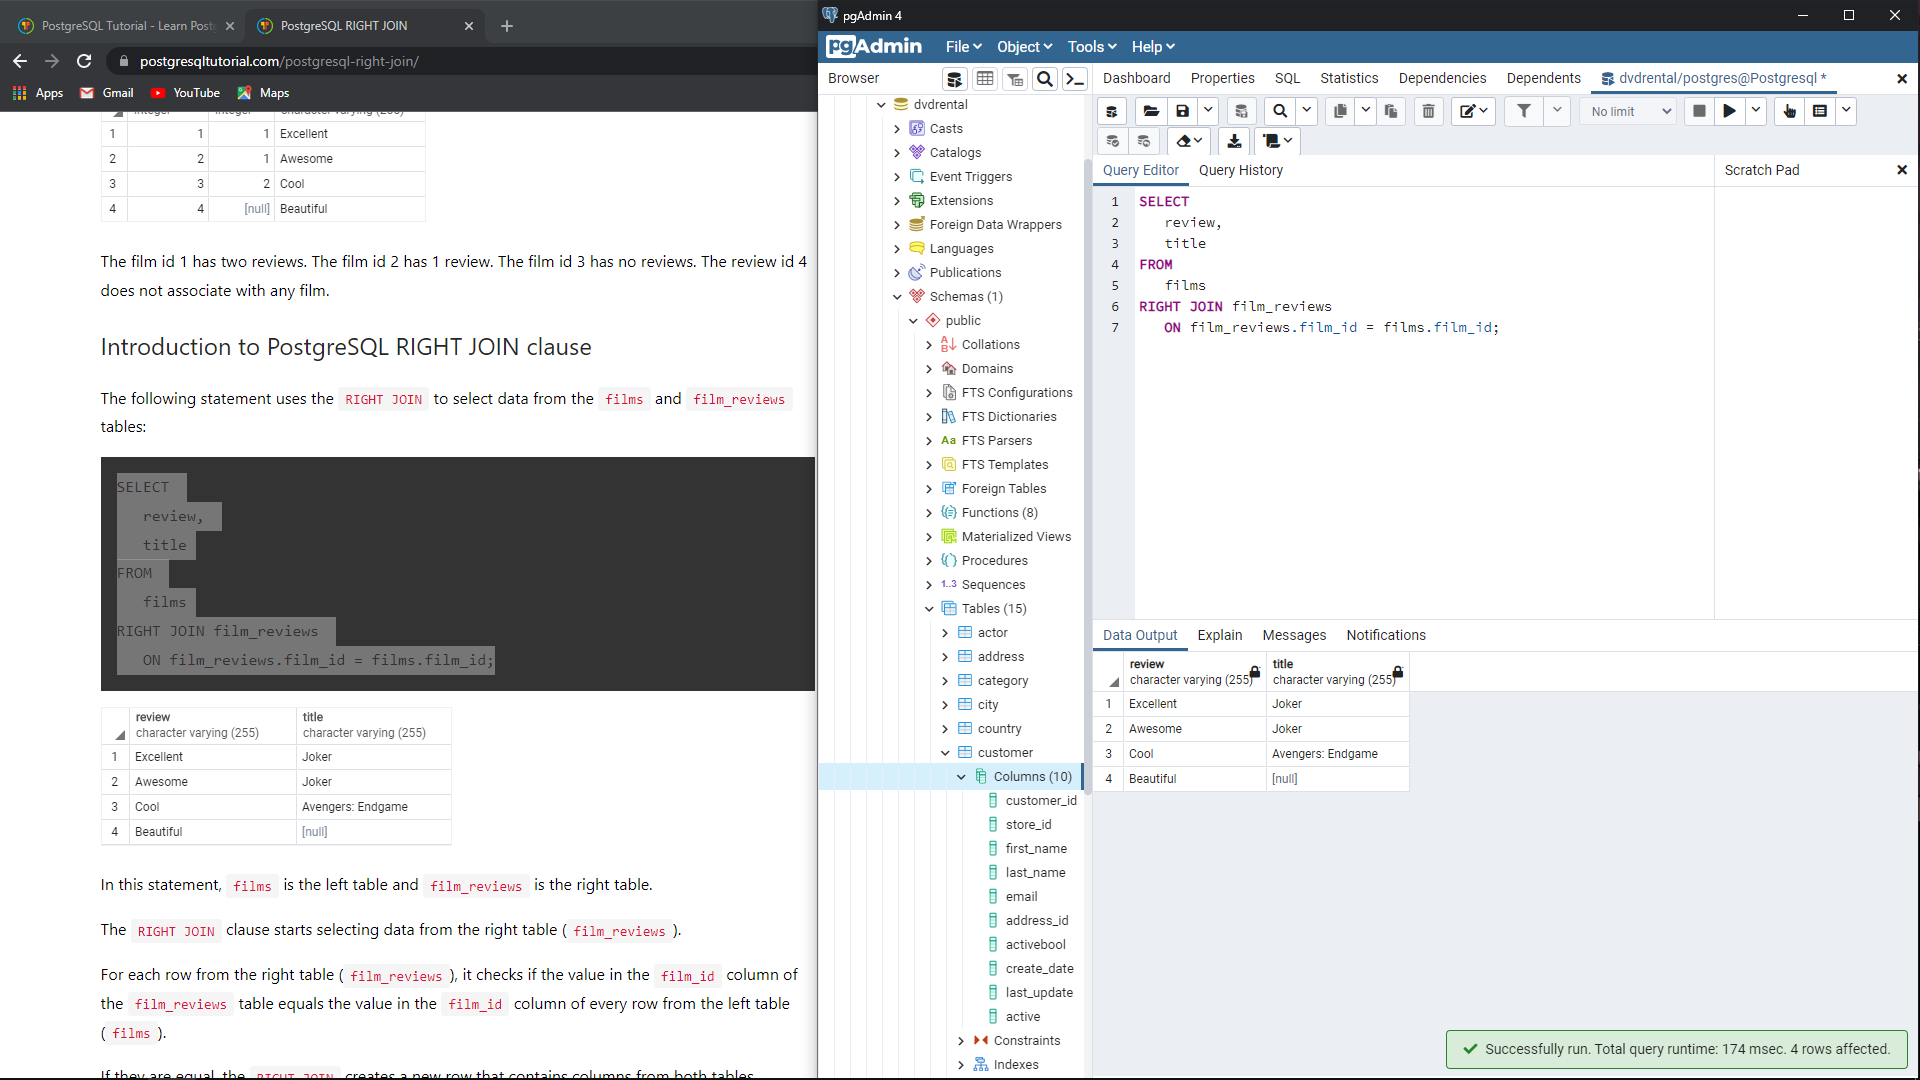 PostgreSQL Tutorial - Learn Post
PostgreSQL RIGHT JOIN
postgresqltutorial.com/postgresql-right-join/
Apps Gmail YouTube Maps
integer integer character varying (255)
1 1 1 Excellent
2 2 1 Awesome
3 3 2 Cool
4 4 [null] Beautiful
The film id 1 has two reviews. The film id 2 has 1 review. The film id 3 has no reviews. The review id 4
does not associate with any film.
Introduction to PostgreSQL RIGHT JOIN clause
The following statement uses the RIGHT JOIN to select data from the films and film_reviews
tables:
SELECT
review,
title
FROM
films
RIGHT JOIN film_reviews
ON film_reviews.film_id = films.film_id;
review title
character varying (255) character varying (255)
1 Excellent Joker
2 Awesome Joker
3 Cool Avengers: Endgame
4 Beautiful [null]
In this statement, films is the left table and film_reviews is the right table.
The RIGHT JOIN clause starts selecting data from the right table ( film_reviews ).
For each row from the right table ( film_reviews ), it checks if the value in the film_id column of
the film_reviews table equals the value in the film_id column of every row from the left table
( films ).
If they are equal, the RIGHT JOIN creates a new row that contains columns from both tables
pgAdmin 4
pgAdmin File Object Tools Help
Browser
dvdrental
Casts
Catalogs
Event Triggers
Extensions
Foreign Data Wrappers
Languages
Publications
Schemas (1)
public
Collations
Domains
FTS Configurations
FTS Dictionaries
Aa FTS Parsers
FTS Templates
Foreign Tables
Functions (8)
Materialized Views
Procedures
1..3 Sequences
Tables (15)
actor
address
category
city
country
customer
Columns (10)
customer_id
store_id
first_name
last_name
email
address_id
activebool
create_date
last_update
active
Constraints
Indexes
Dashboard Properties SQL Statistics Dependencies Dependents dvdrental/postgres@Postgresql *
No limit
Query Editor Query History
Scratch Pad
1 SELECT
2 review,
3 title
4 FROM
5 films
6 RIGHT JOIN film_reviews
7 ON film_reviews.film_id = films.film_id;
Data Output Explain Messages Notifications
review title
character varying (255) character varying (255)
1 Excellent Joker
2 Awesome Joker
3 Cool Avengers: Endgame
4 Beautiful [null]
Successfully run. Total query runtime: 174 msec. 4 rows affected.